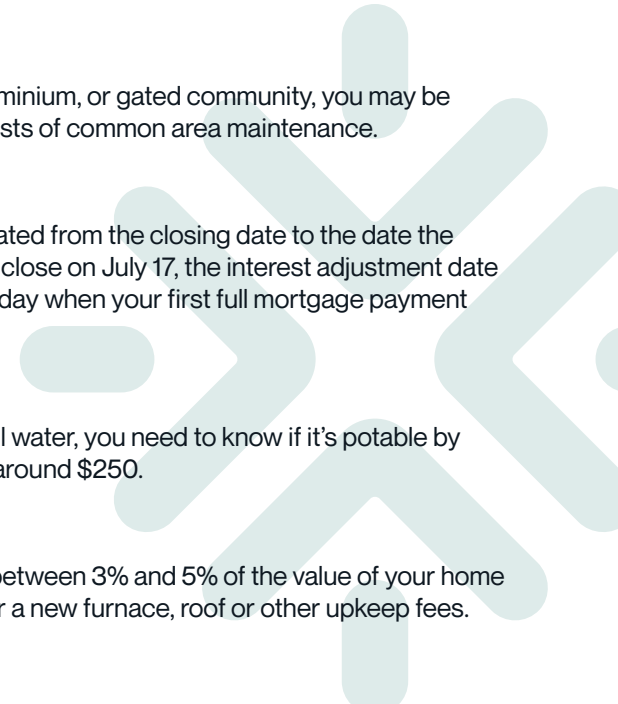 minium, or gated community, you may be
sts of common area maintenance.
ated from the closing date to the date the
close on July 17, the interest adjustment date
day when your first full mortgage payment
l water, you need to know if it’s potable by
around $250.
between 3% and 5% of the value of your home
r a new furnace, roof or other upkeep fees.